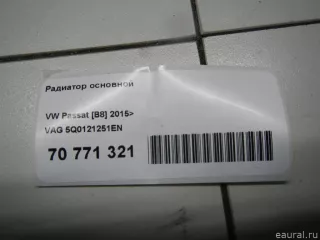 Радиатор основной
VW Passat [B8] 2015>
VAG 5Q0121251EN
70 771 321
eaural.ru